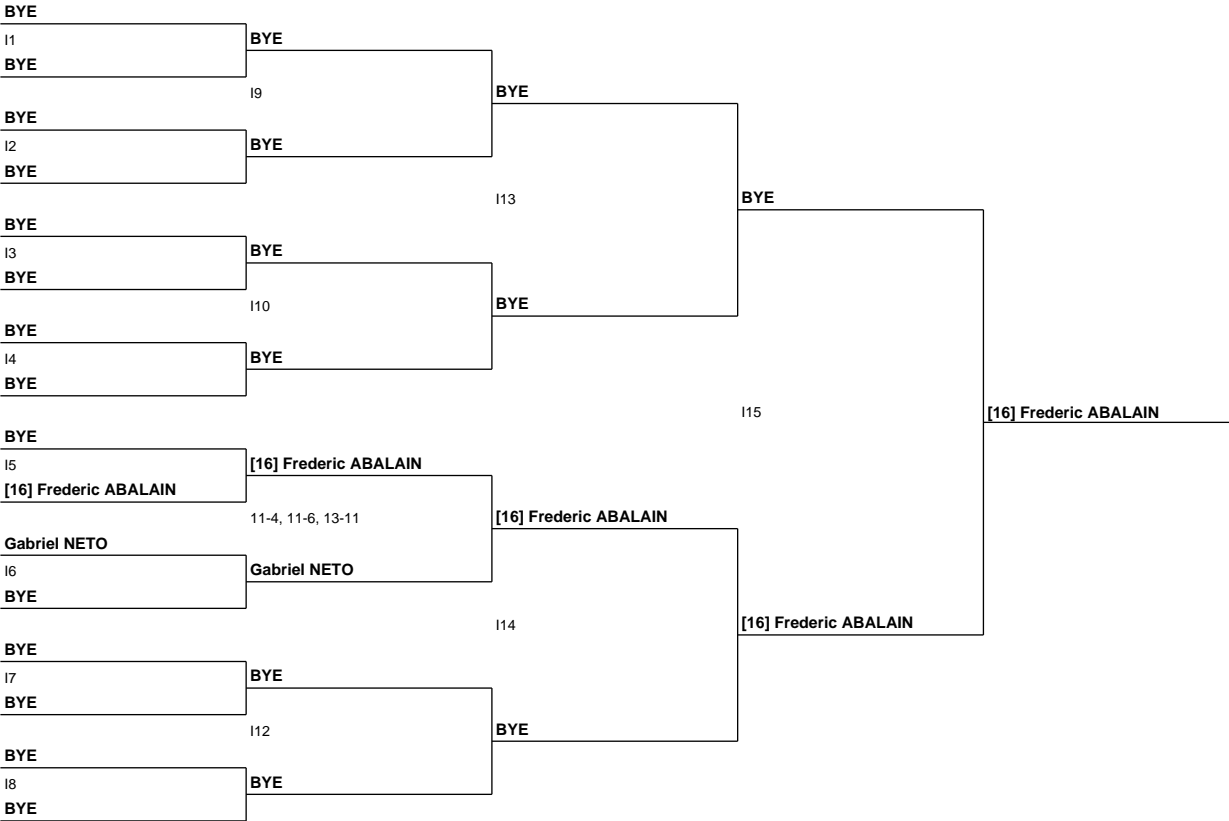 BYE
I1
BYE
BYE
I9
BYE
BYE
I2
BYE
BYE
I13
BYE
BYE
I3
BYE
BYE
I10
BYE
BYE
I4
BYE
BYE
I15
[16] Frederic ABALAIN
BYE
I5
[16] Frederic ABALAIN
[16] Frederic ABALAIN
11-4, 11-6, 13-11
[16] Frederic ABALAIN
Gabriel NETO
I6
Gabriel NETO
BYE
I14
[16] Frederic ABALAIN
BYE
I7
BYE
BYE
I12
BYE
BYE
I8
BYE
BYE